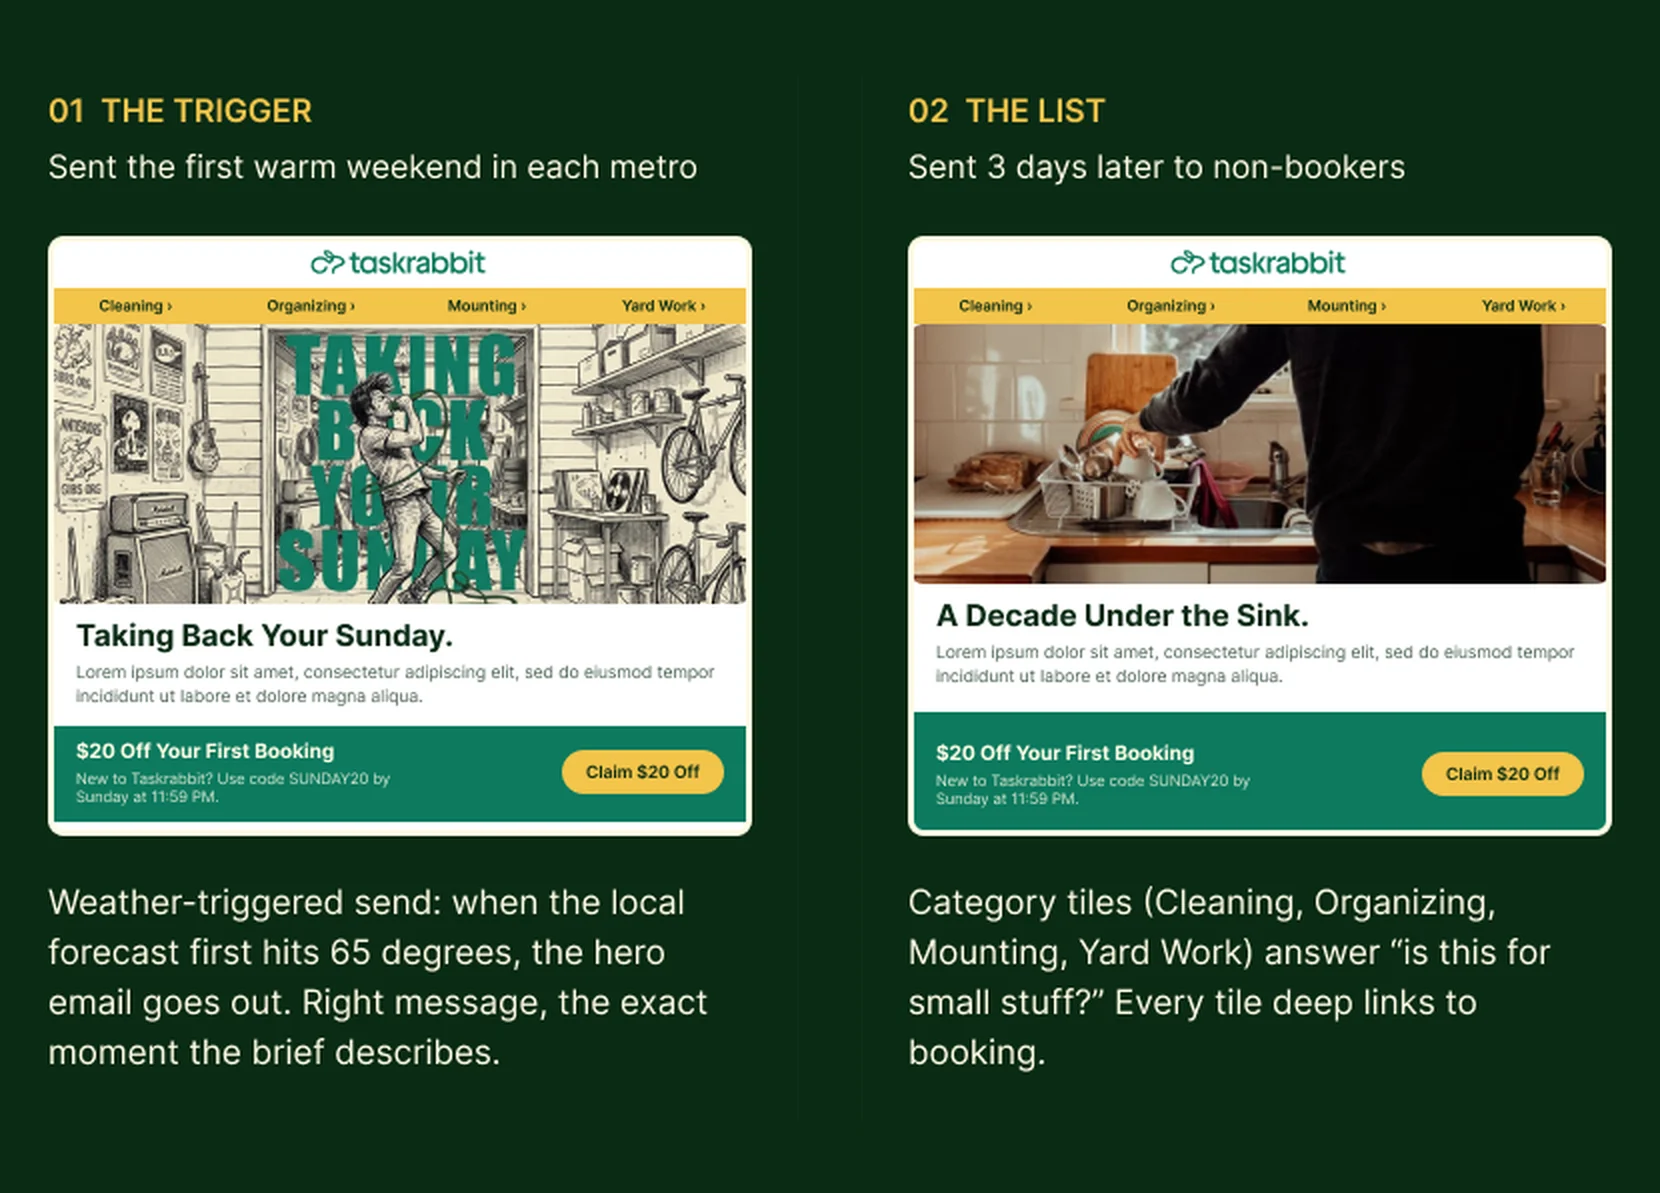 01 THE TRIGGER
Sent the first warm weekend in each metro
taskrabbit
Cleaning ›
Organizing ›
Mounting ›
Yard Work ›
TAKING
BACK
YOUR
SUNDAY
Marshall
Taking Back Your Sunday.
Lorem ipsum dolor sit amet, consectetur adipiscing elit, sed do eiusmod tempor
incididunt ut labore et dolore magna aliqua.
$20 Off Your First Booking
New to Taskrabbit? Use code SUNDAY20 by
Sunday at 11:59 PM.
Claim $20 Off
Weather-triggered send: when the local
forecast first hits 65 degrees, the hero
email goes out. Right message, the exact
moment the brief describes.
02 THE LIST
Sent 3 days later to non-bookers
taskrabbit
Cleaning ›
Organizing ›
Mounting ›
Yard Work ›
A Decade Under the Sink.
Lorem ipsum dolor sit amet, consectetur adipiscing elit, sed do eiusmod tempor
incididunt ut labore et dolore magna aliqua.
$20 Off Your First Booking
New to Taskrabbit? Use code SUNDAY20 by
Sunday at 11:59 PM.
Claim $20 Off
Category tiles (Cleaning, Organizing,
Mounting, Yard Work) answer “is this for
small stuff?” Every tile deep links to
booking.